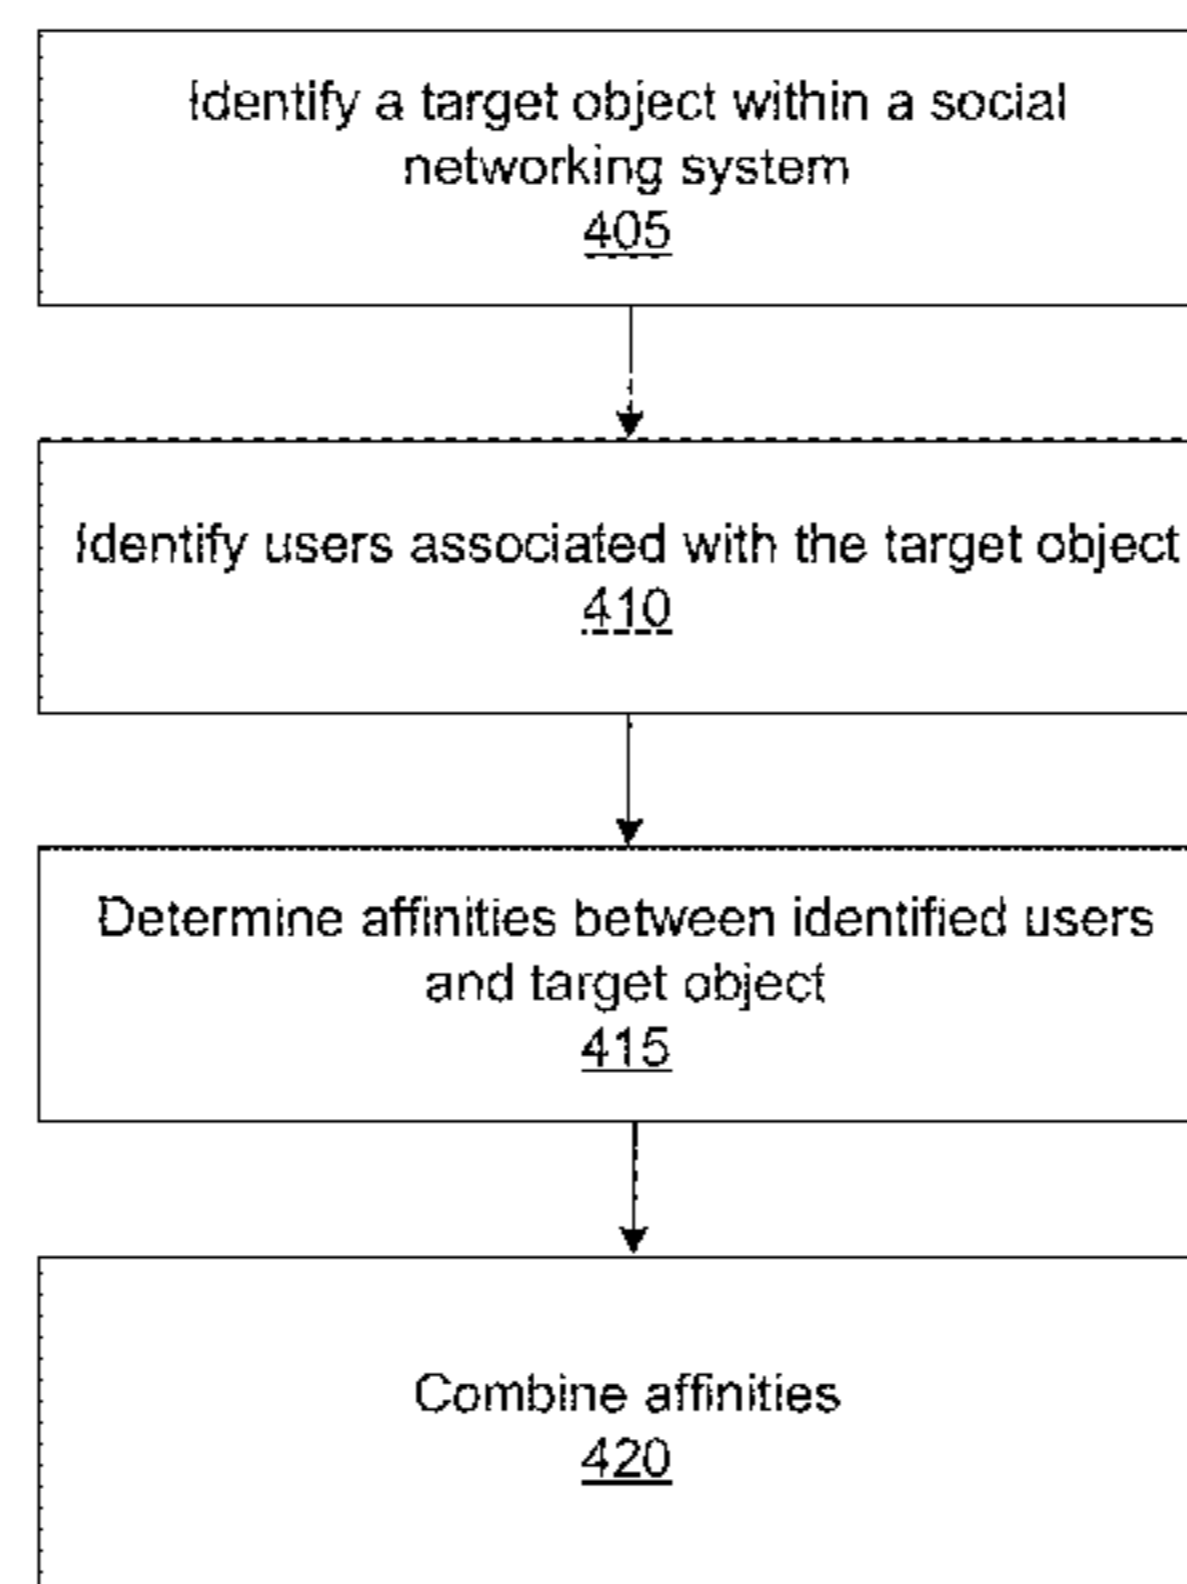 Identify a target object within a social
networking system
405
Identify users associated with the target object
410
Determine affinities between identified users
and target object
415
Combine affinities
420